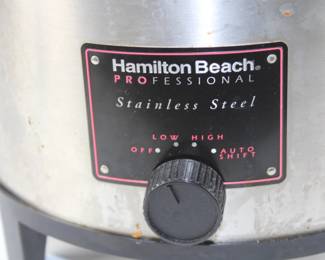 Hamilton Beach®
PROFESSIONAL
Stainless Steel
LOW HIGH
OFF AUTO
SHIFT